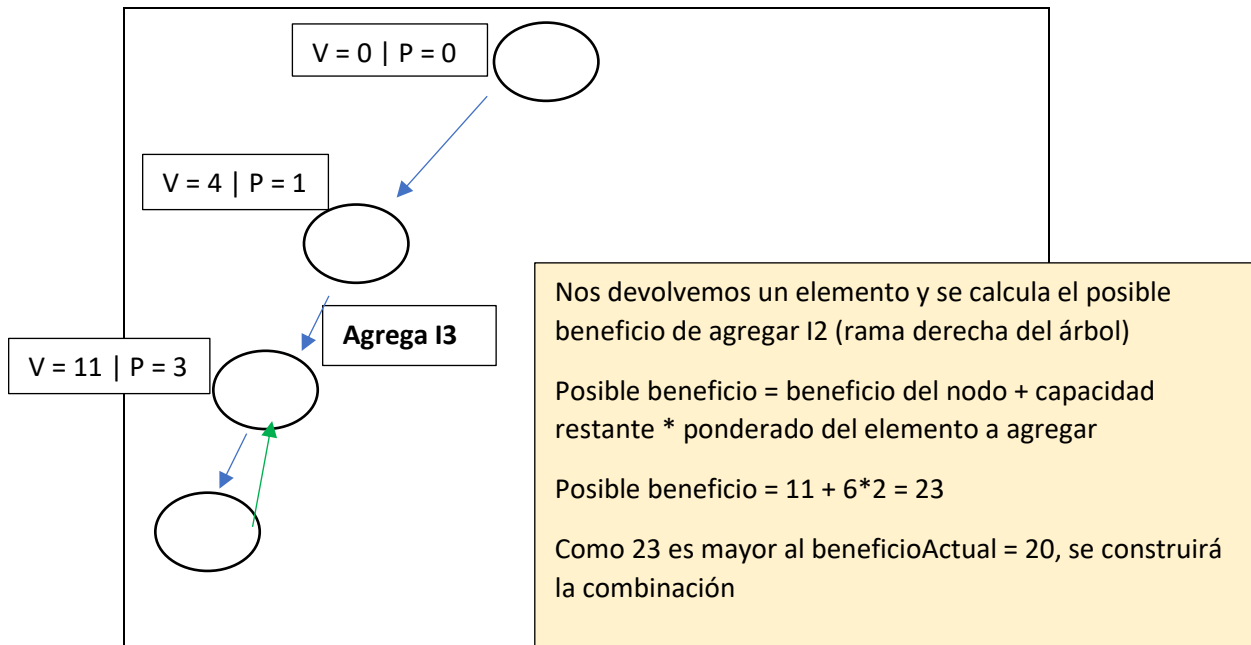 V = 0 | P = 0
V = 4 | P = 1
Agrega I3
V = 11 | P = 3
Nos devolvemos un elemento y se calcula el posible
beneficio de agregar I2 (rama derecha del árbol)
Posible beneficio = beneficio del nodo + capacidad
restante * ponderado del elemento a agregar
Posible beneficio = 11 + 6*2 = 23
Como 23 es mayor al beneficioActual = 20, se construirá
la combinación